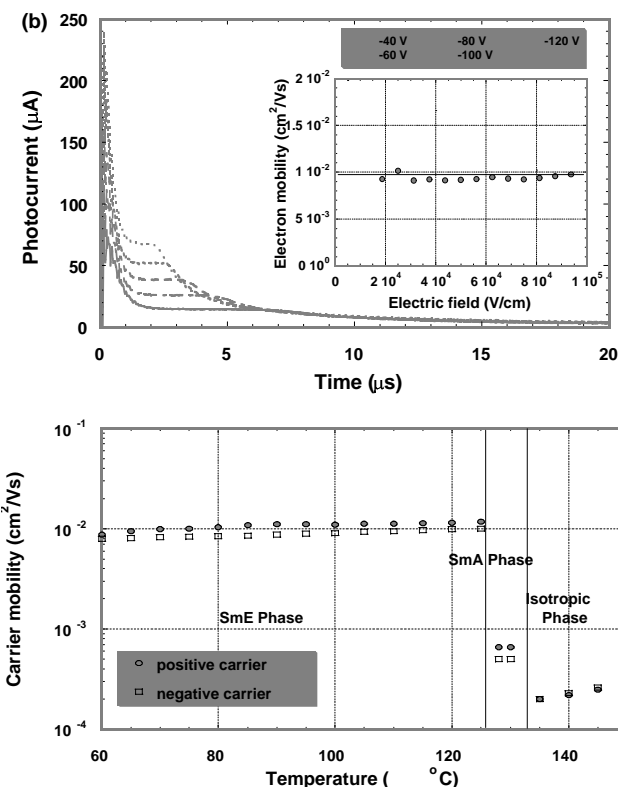 (b)
250
200
150
100
50
0
Photocurrent (μA)
0
5
10
15
20
Time (μs)
-40 V
-80 V
-120 V
-60 V
-100 V
2 10-2
1 10-2
1 10-2
5 10-3
0 100
Electron mobility (cm2/Vs)
0
2 104
4 104
6 104
8 104
1 105
Electric field (V/cm)
10-1
10-2
10-3
10-4
Carrier mobility (cm2/Vs)
SmA Phase
Isotropic
Phase
SmE Phase
positive carrier
negative carrier
60
80
100
120
140
Temperature ( oC)